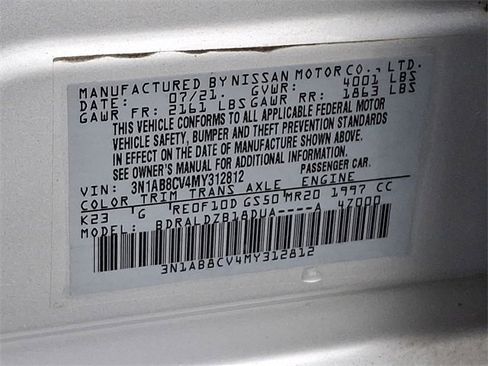 MANUFACTURED BY NISSAN MOTOR CO., LTD.
DATE: 07/21. GVWR: 4001 LBS
GAWR FR: 2161 LBS GAWR RR: 1863 LBS
THIS VEHICLE CONFORMS TO ALL APPLICABLE FEDERAL MOTOR
VEHICLE SAFETY, BUMPER AND THEFT PREVENTION STANDARDS
IN EFFECT ON THE DATE OF MANUFACTURE SHOWN ABOVE.
SEE OWNER'S MANUAL FOR ADDITIONAL INFORMATION.
VIN: 3N1AB8CV4MY312812 PASSENGER CAR.
COLOR TRIM TRANS AXLE ENGINE
K23 G RE0F10D GS50 MR20 1997 CC
MODEL: BDRALDZB18DUA----A 47000
3N1AB8CV4MY312812